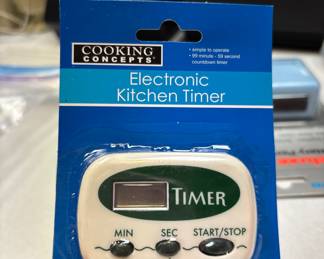 COOKING
CONCEPTS®
• simple to operate
• 99 minute - 59 second
countdown timer
Electronic
Kitchen Timer
TIMER
MIN SEC START/STOP